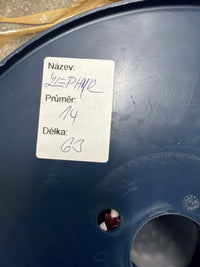 Název:
ZEPHYR
Průměr:
14
Délka:
63